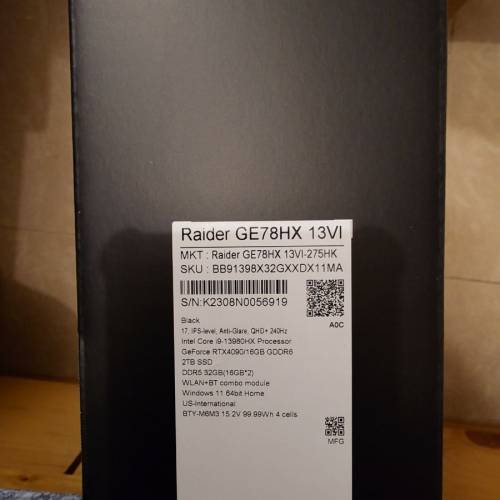 Raider GE78HX 13VI
MKT : Raider GE78HX 13VI-275HK
SKU : BB91398X32GXXDX11MA
S/N:K2308N0056919
A0C
Black
17, IPS-level, Anti-Glare, QHD+ 240Hz
Intel Core i9-13980HX Processor
GeForce RTX4090/16GB GDDR6
2TB SSD
DDR5 32GB(16GB*2)
WLAN+BT combo module
Windows 11 64bit Home
US-International
BTY-M6M3 15.2V 99.99Wh 4 cells
MFG